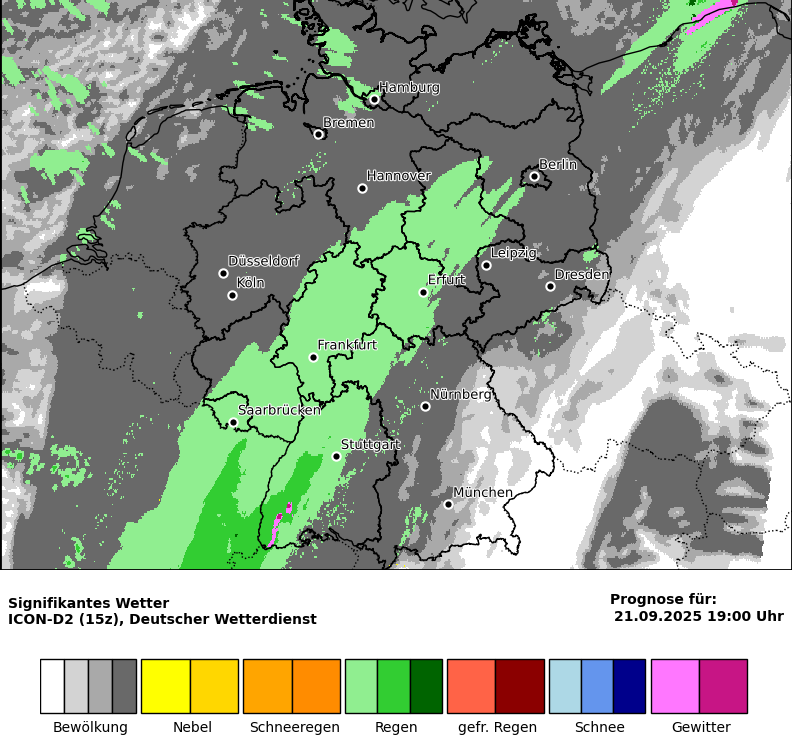 Hamburg
Bremen
Berlin
Hannover
Leipzig
Düsseldorf
Dresden
Köln
Erfurt
Frankfurt
Nürnberg
Saarbrücken
Stuttgart
München
Signifikantes Wetter
ICON-D2 (15z), Deutscher Wetterdienst
Prognose für:
21.09.2025 19:00 Uhr
Bewölkung Nebel Schneeregen Regen gefr. Regen Schnee Gewitter